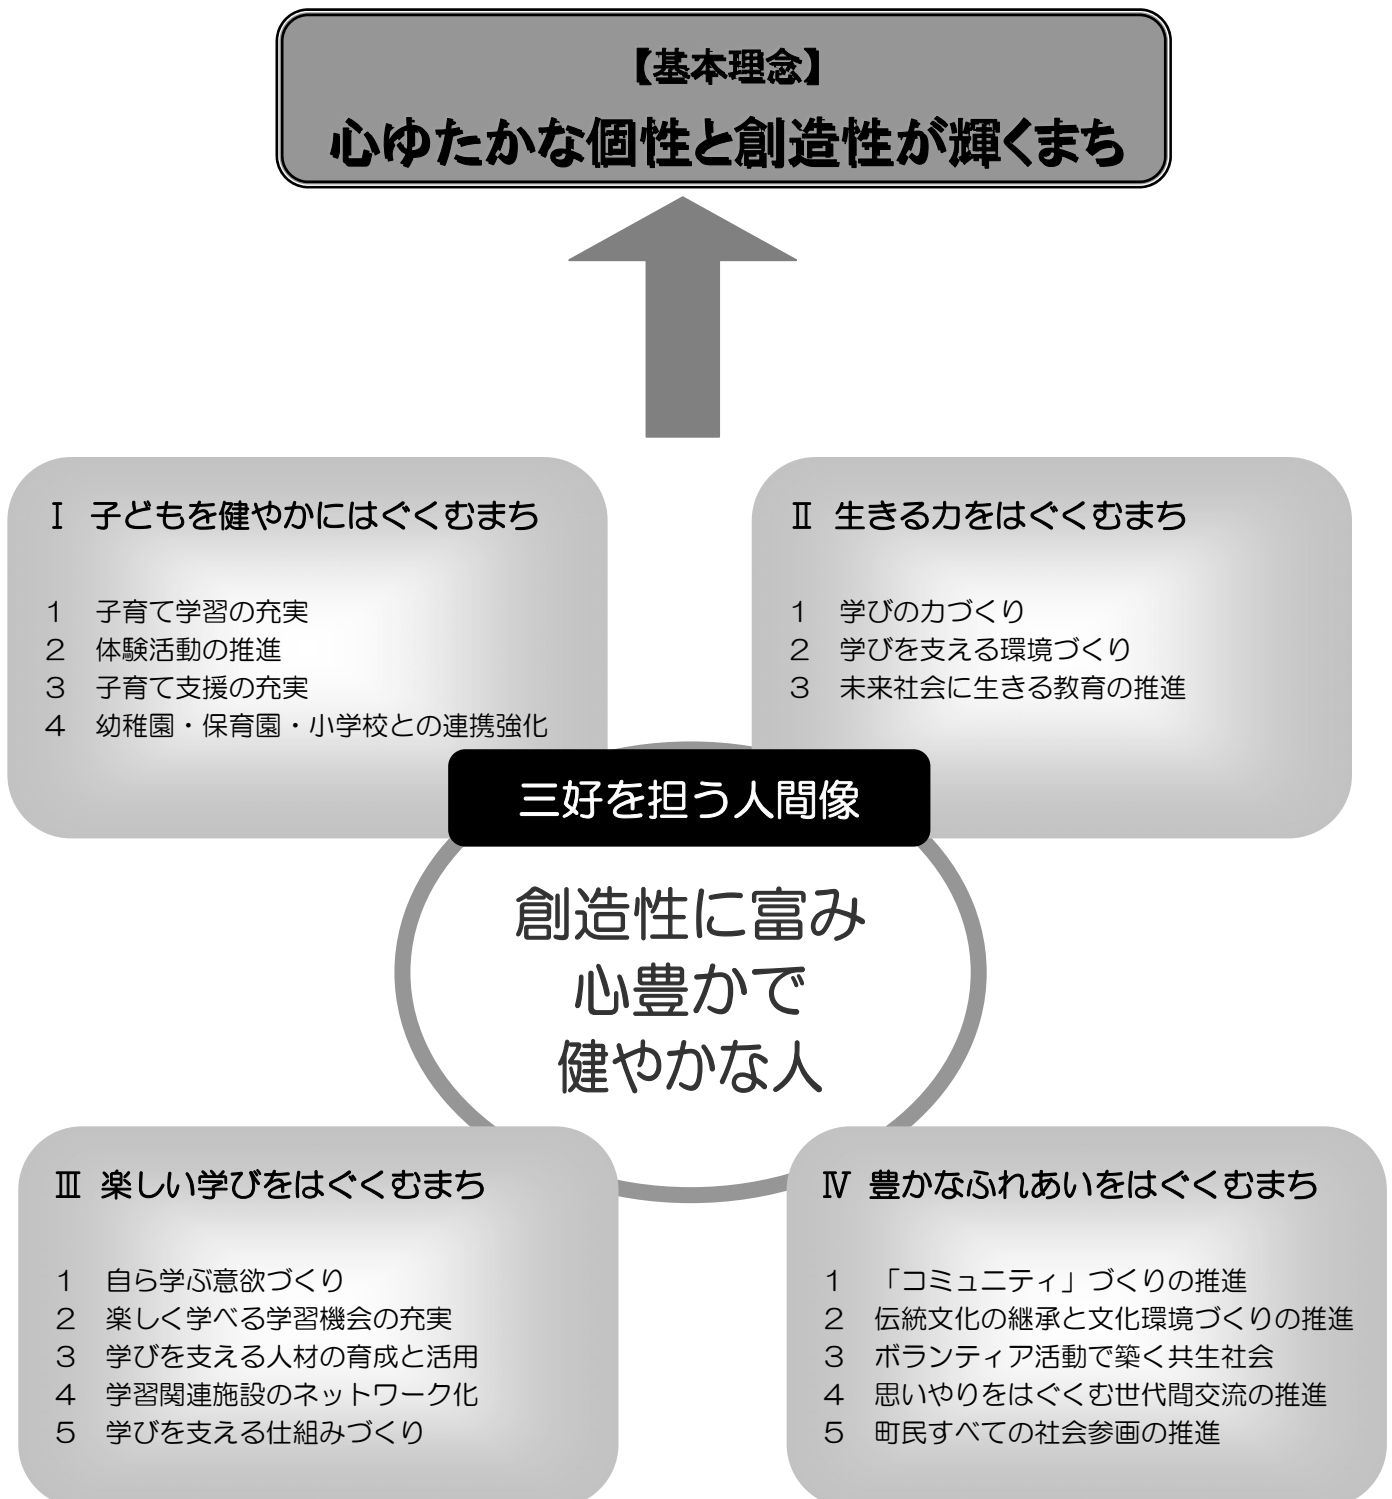 【基本理念】
心ゆたかな個性と創造性が輝くまち
Ⅰ 子どもを健やかにはぐくむまち
1 子育て学習の充実
2 体験活動の推進
3 子育て支援の充実
4 幼稚園・保育園・小学校との連携強化
Ⅱ 生きる力をはぐくむまち
1 学びの力づくり
2 学びを支える環境づくり
3 未来社会に生きる教育の推進
三好を担う人間像
創造性に富み
心豊かで
健やかな人
Ⅲ 楽しい学びをはぐくむまち
1 自ら学ぶ意欲づくり
2 楽しく学べる学習機会の充実
3 学びを支える人材の育成と活用
4 学習関連施設のネットワーク化
5 学びを支える仕組みづくり
Ⅳ 豊かなふれあいをはぐくむまち
1 「コミュニティ」づくりの推進
2 伝統文化の継承と文化環境づくりの推進
3 ボランティア活動で築く共生社会
4 思いやりをはぐくむ世代間交流の推進
5 町民すべての社会参画の推進